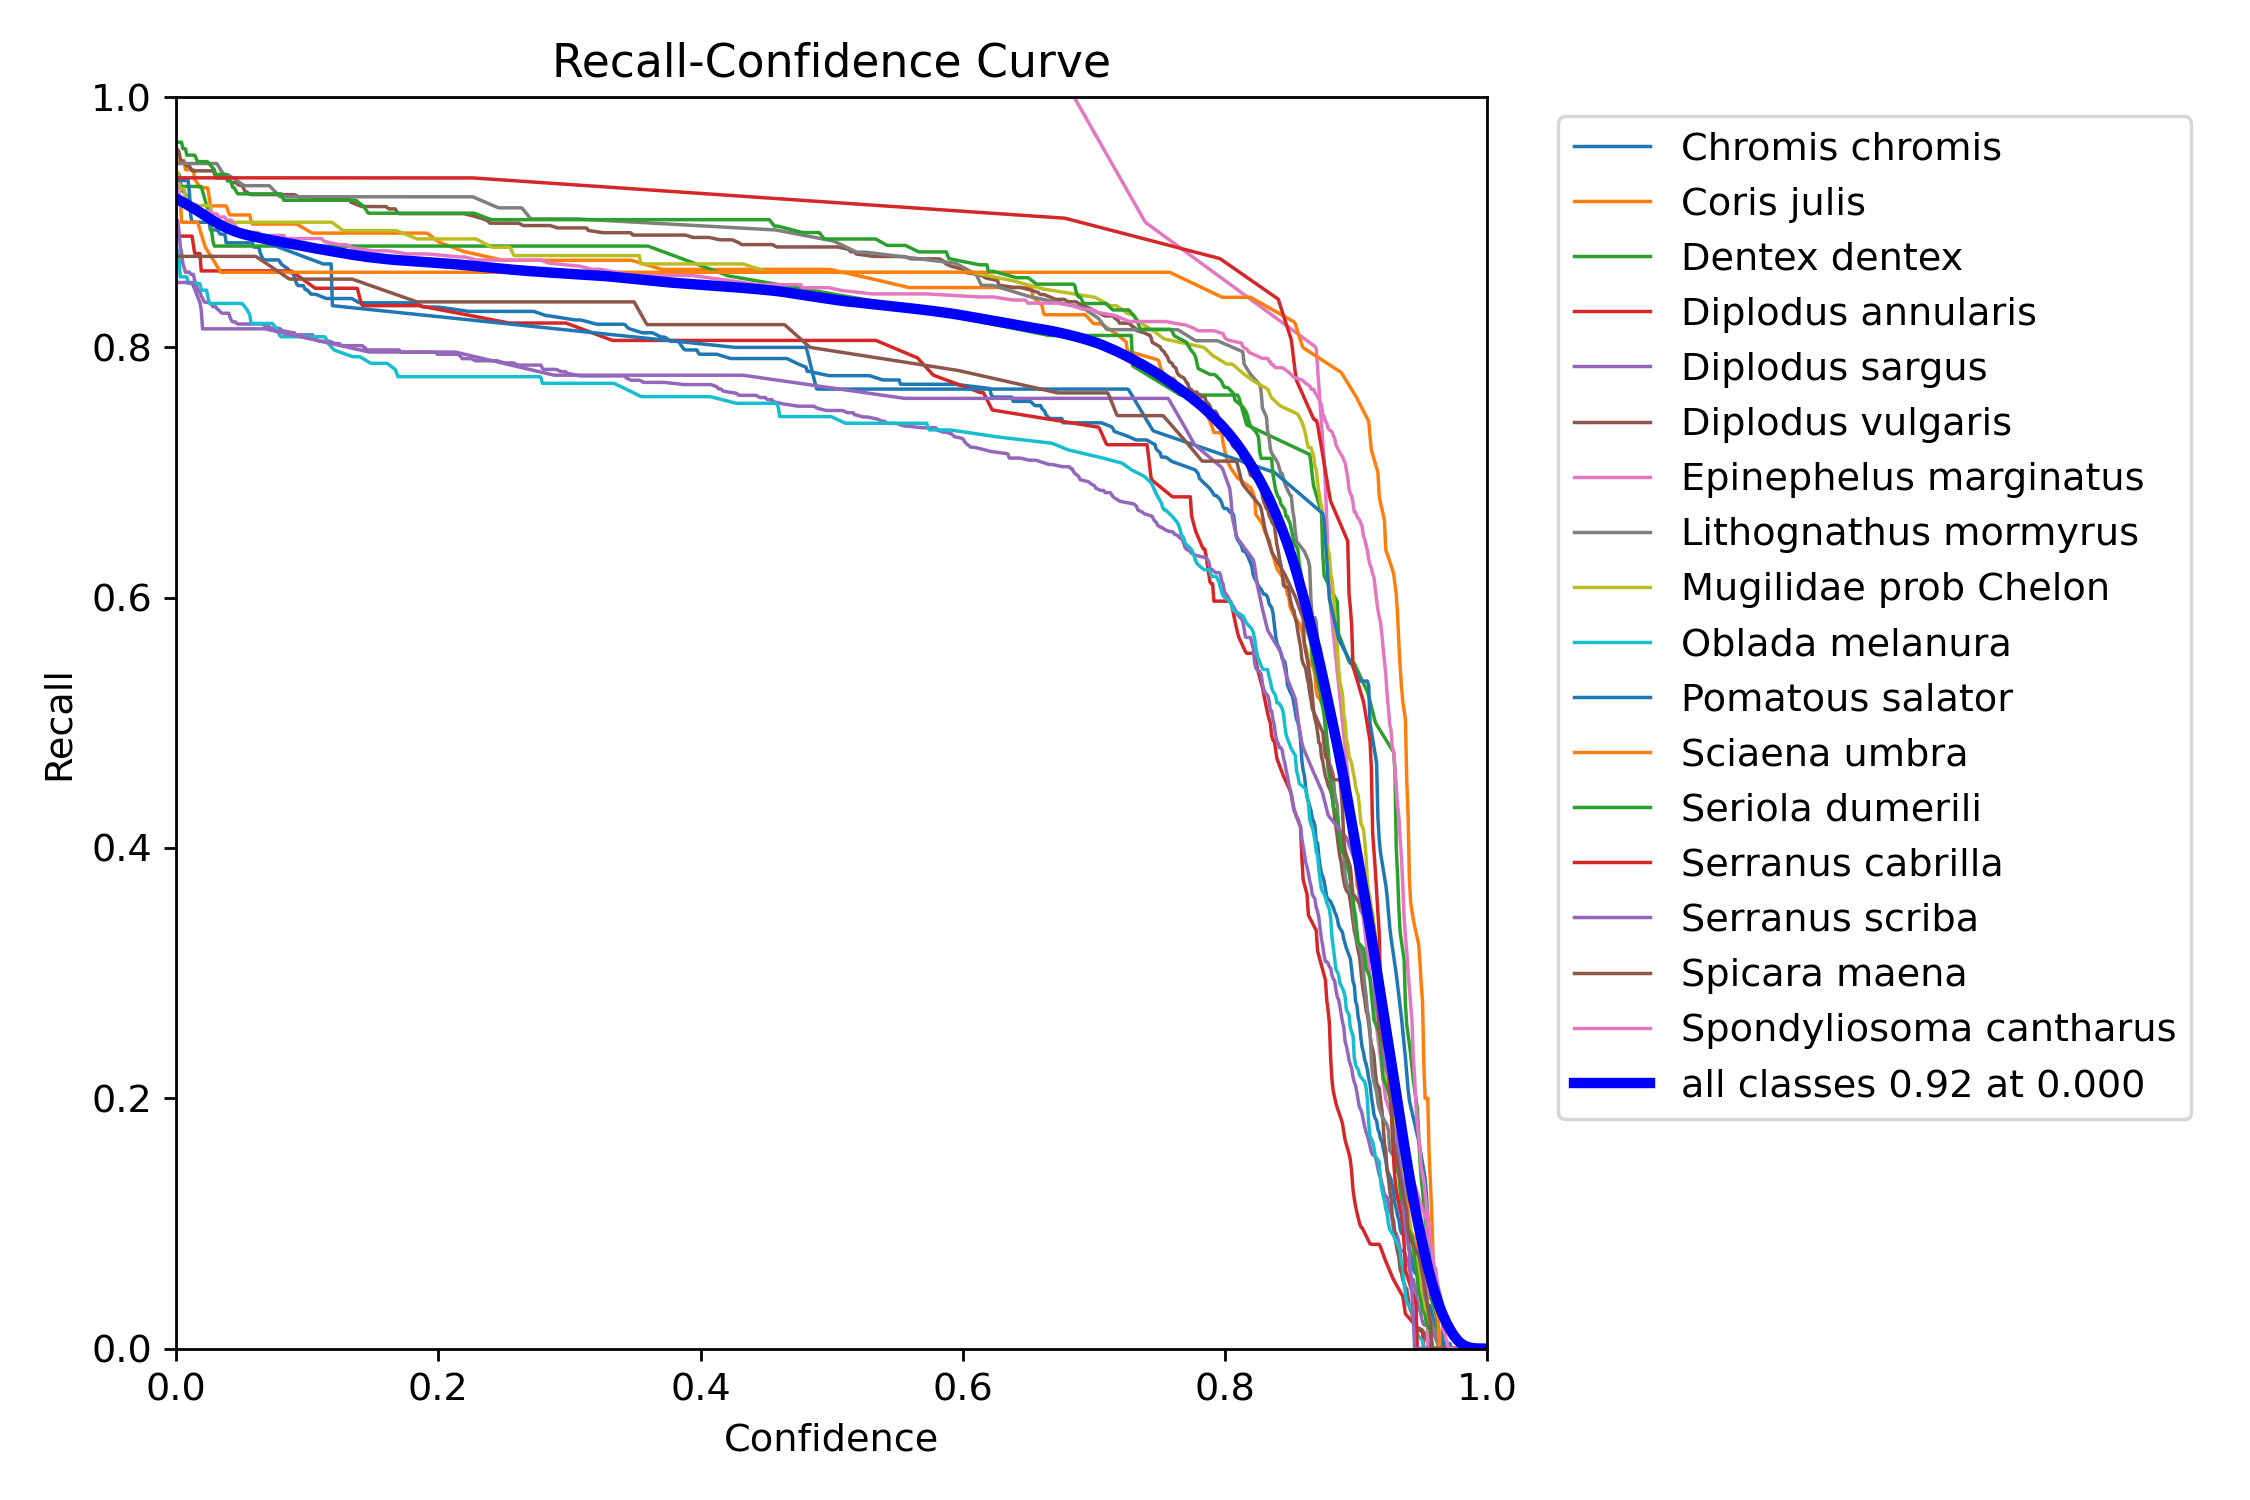 Recall-Confidence Curve
1.0
0.8
0.6
0.4
0.2
0.0
Recall
0.0 0.2 0.4 0.6 0.8 1.0
Confidence
Chromis chromis
Coris julis
Dentex dentex
Diplodus annularis
Diplodus sargus
Diplodus vulgaris
Epinephelus marginatus
Lithognathus mormyrus
Mugilidae prob Chelon
Oblada melanura
Pomatous salator
Sciaena umbra
Seriola dumerili
Serranus cabrilla
Serranus scriba
Spicara maena
Spondyliosoma cantharus
all classes 0.92 at 0.000